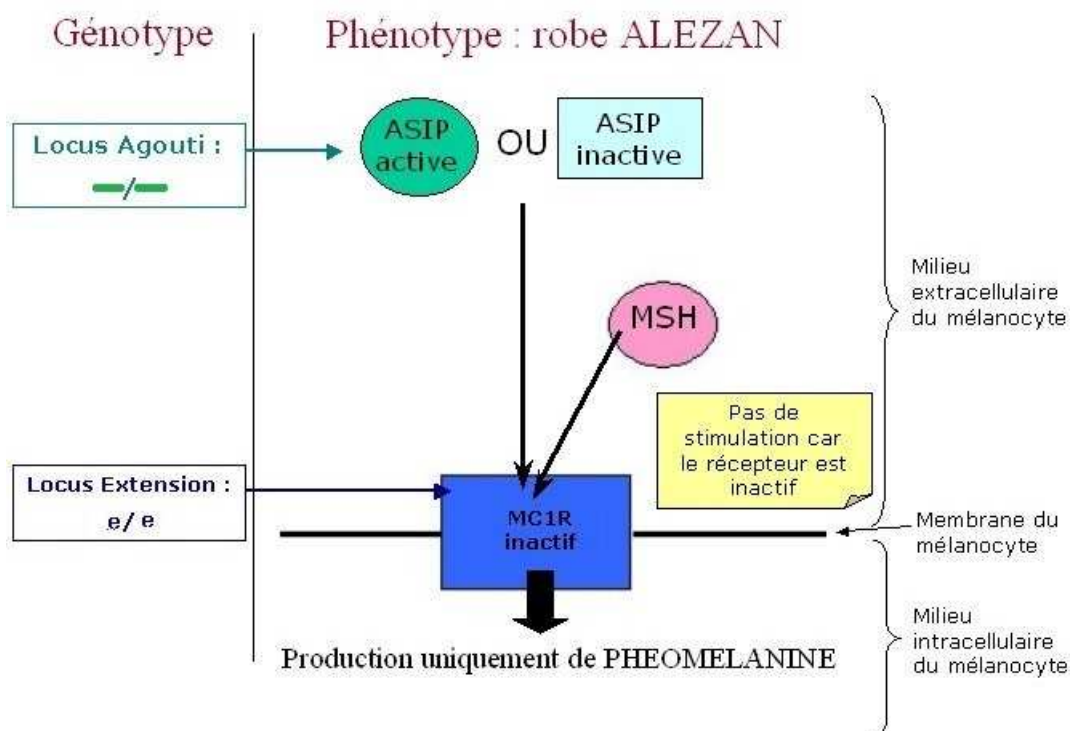 Génotype
Phénotype : robe ALEZAN
Locus Agouti :
—/—
ASIP
active
OU
ASIP
inactive
MSH
Milieu
extracellulaire
du mélanocyte
Pas de
stimulation car
le récepteur est
inactif
Locus Extension :
e/ e
MC1R
inactif
Membrane du
mélanocyte
Milieu
intracellulaire
du mélanocyte
Production uniquement de PHEOMELANINE